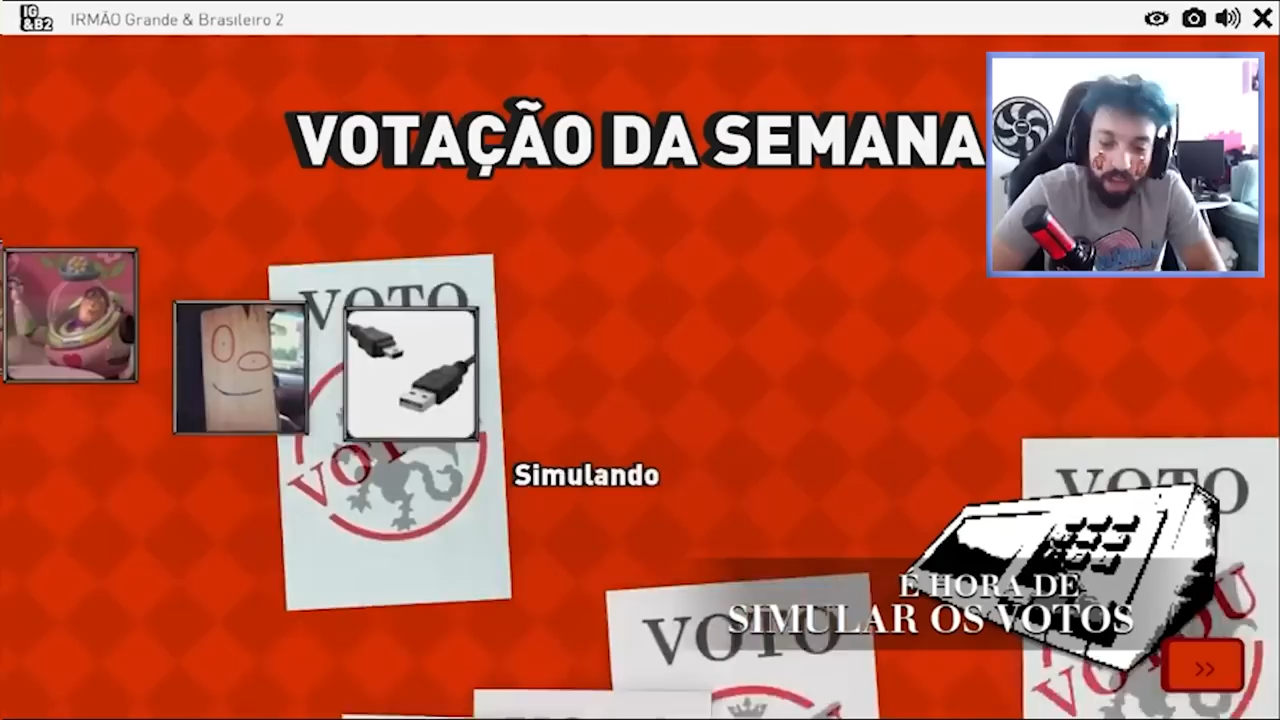 IG
&B2
IRMÃO Grande & Brasileiro 2
VOTAÇÃO DA SEMANA
VOTO
VOTO
Simulando
É HORA DE
SIMULAR OS VOTOS
VOTO
>>